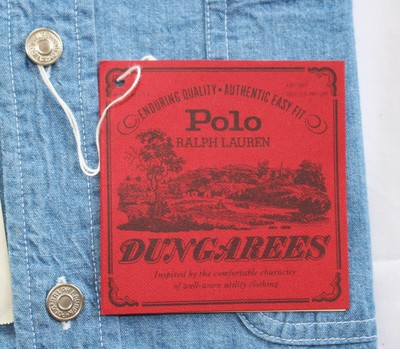 ENDURING QUALITY • AUTHENTIC EASY FIT
Polo
RALPH LAUREN
DUNGAREES
Inspired by the comfortable character
of well-worn utility clothing